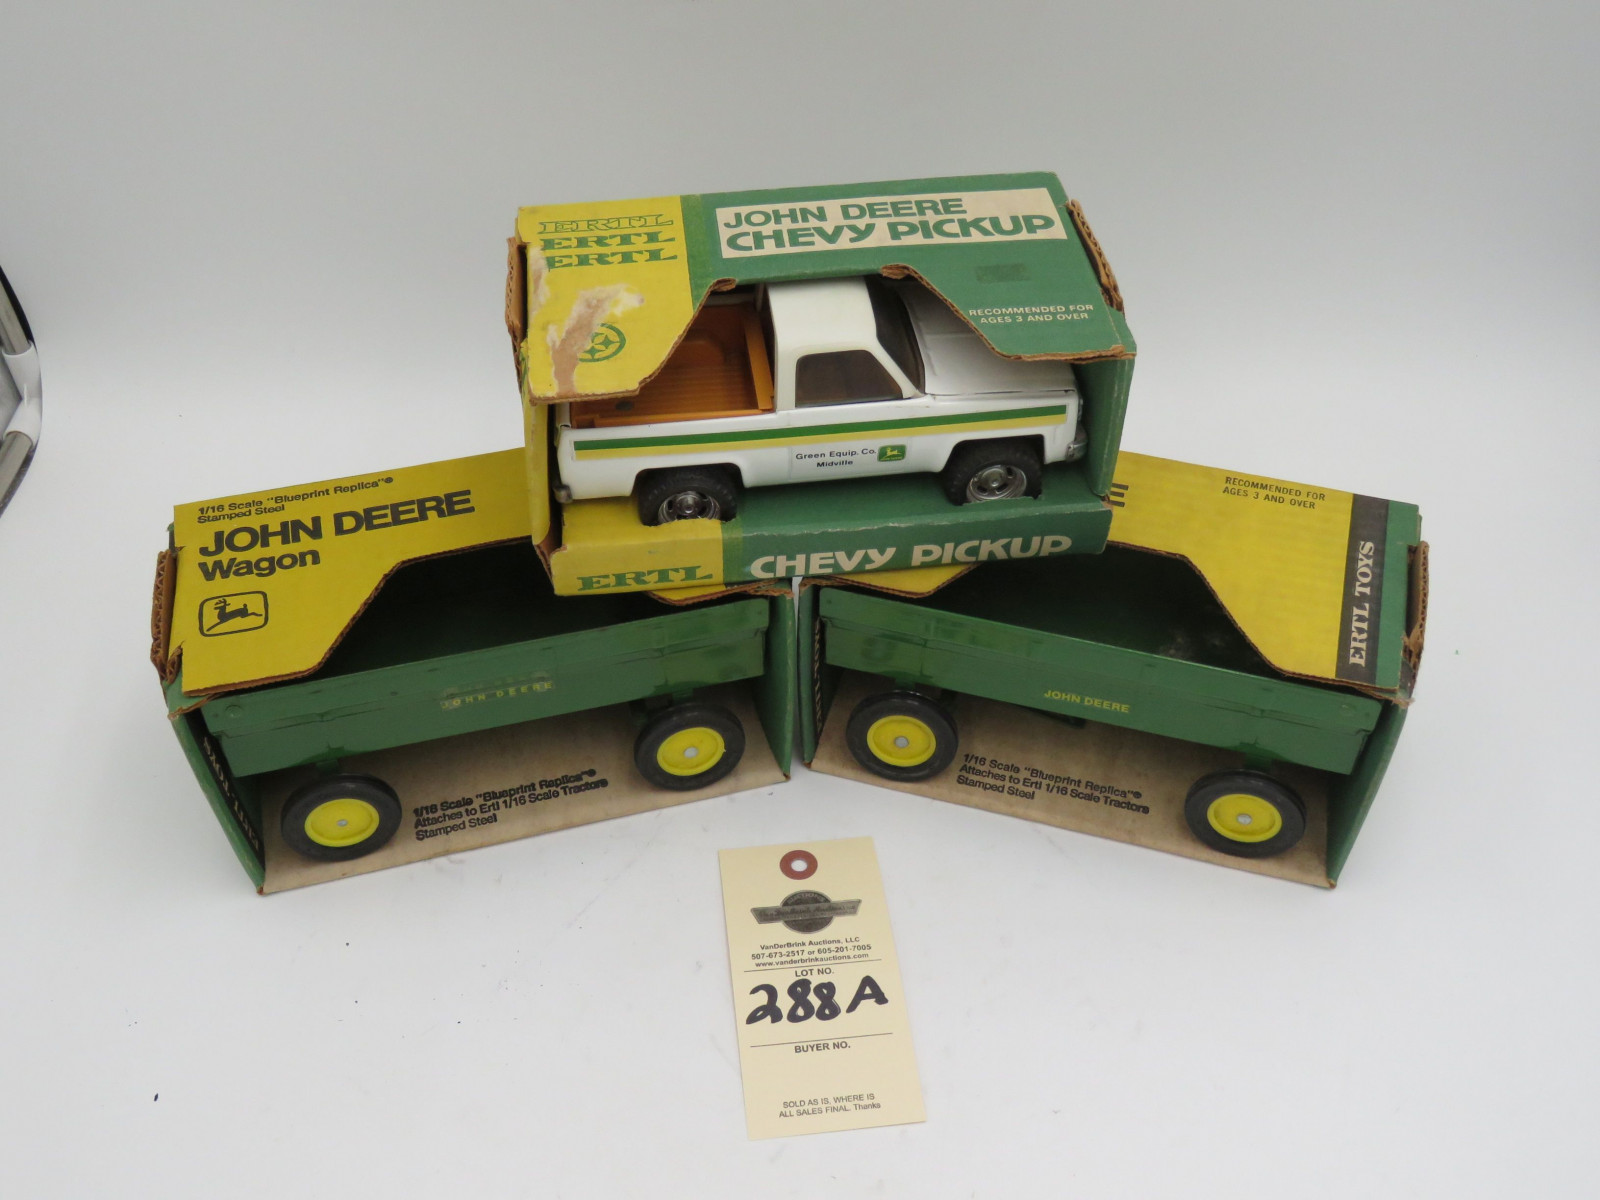 ERTL
ERTL
ERTL
JOHN DEERE
CHEVY PICKUP
RECOMMENDED FOR
AGES 3 AND OVER
Green Equip. Co.
Midville
ERTL
CHEVY PICKUP
1/16 Scale "Blueprint Replica"®
Stamped Steel
JOHN DEERE
Wagon
JOHN DEERE
1/16 Scale "Blueprint Replica"®
Attaches to Ertl 1/16 Scale Tractors
Stamped Steel
RECOMMENDED FOR
AGES 3 AND OVER
ERTL TOYS
JOHN DEERE
1/16 Scale "Blueprint Replica"®
Attaches to Ertl 1/16 Scale Tractors
Stamped Steel
VanDerBrink Auctions, LLC
507-673-2517 or 605-201-7005
www.vanderbrinkauctions.com
LOT NO.
288A
BUYER NO.
SOLD AS IS, WHERE IS
ALL SALES FINAL. Thanks